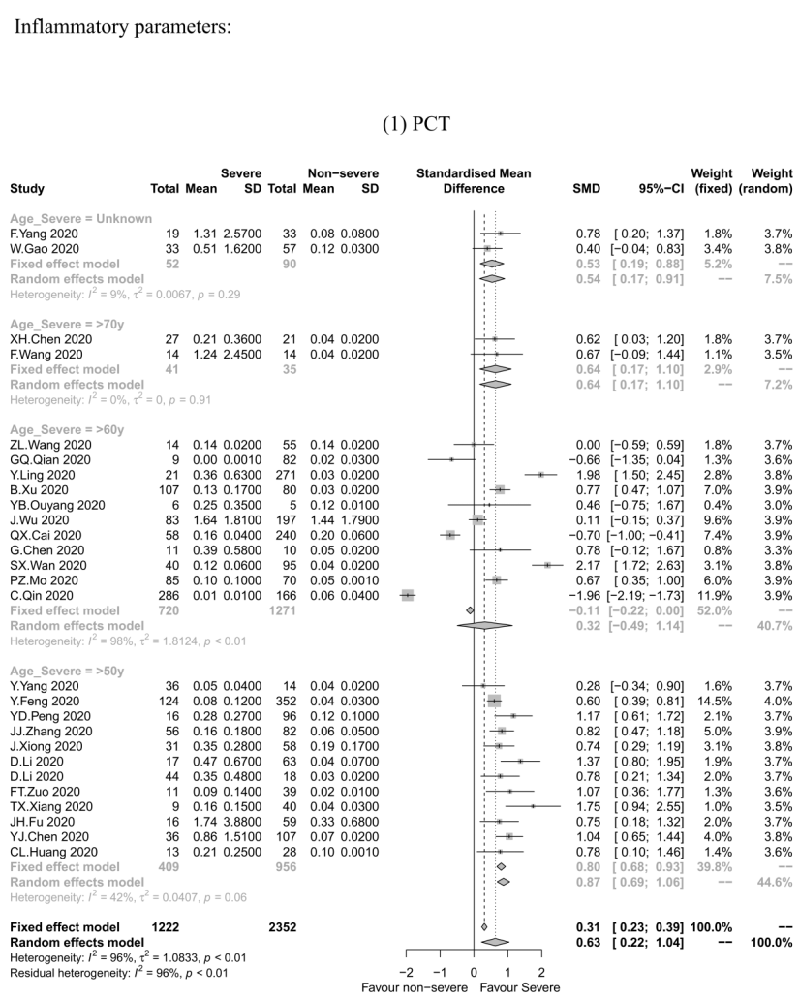 Inflammatory parameters:
(1) PCT
Severe Non−severe Standardised Mean Weight Weight
Study Total Mean SD Total Mean SD Difference SMD 95%−CI (fixed) (random)
Age_Severe = Unknown
F.Yang 2020 19 1.31 2.5700 33 0.08 0.0800 0.78 [ 0.20; 1.37] 1.8% 3.7%
W.Gao 2020 33 0.51 1.6200 57 0.12 0.0300 0.40 [−0.04; 0.83] 3.4% 3.8%
Fixed effect model 52 90 0.53 [ 0.19; 0.88] 5.2% −−
Random effects model 0.54 [ 0.17; 0.91] −− 7.5%
Heterogeneity: I² = 9%, τ² = 0.0067, p = 0.29
Age_Severe = >70y
XH.Chen 2020 27 0.21 0.3600 21 0.04 0.0200 0.62 [ 0.03; 1.20] 1.8% 3.7%
F.Wang 2020 14 1.24 2.4500 14 0.04 0.0200 0.67 [−0.09; 1.44] 1.1% 3.5%
Fixed effect model 41 35 0.64 [ 0.17; 1.10] 2.9% −−
Random effects model 0.64 [ 0.17; 1.10] −− 7.2%
Heterogeneity: I² = 0%, τ² = 0, p = 0.91
Age_Severe = >60y
ZL.Wang 2020 14 0.14 0.0200 55 0.14 0.0200 0.00 [−0.59; 0.59] 1.8% 3.7%
GQ.Qian 2020 9 0.00 0.0010 82 0.02 0.0300 −0.66 [−1.35; 0.04] 1.3% 3.6%
Y.Ling 2020 21 0.36 0.6300 271 0.03 0.0200 1.98 [ 1.50; 2.45] 2.8% 3.8%
B.Xu 2020 107 0.13 0.1700 80 0.03 0.0200 0.77 [ 0.47; 1.07] 7.0% 3.9%
YB.Ouyang 2020 6 0.25 0.3500 5 0.12 0.0100 0.46 [−0.75; 1.67] 0.4% 3.0%
J.Wu 2020 83 1.64 1.8100 197 1.44 1.7900 0.11 [−0.15; 0.37] 9.6% 3.9%
QX.Cai 2020 58 0.16 0.0400 240 0.20 0.0600 −0.70 [−1.00; −0.41] 7.4% 3.9%
G.Chen 2020 11 0.39 0.5800 10 0.05 0.0200 0.78 [−0.12; 1.67] 0.8% 3.3%
SX.Wan 2020 40 0.12 0.0600 95 0.04 0.0200 2.17 [ 1.72; 2.63] 3.1% 3.8%
PZ.Mo 2020 85 0.10 0.1000 70 0.05 0.0010 0.67 [ 0.35; 1.00] 6.0% 3.9%
C.Qin 2020 286 0.01 0.0100 166 0.06 0.0400 −1.96 [−2.19; −1.73] 11.9% 3.9%
Fixed effect model 720 1271 −0.11 [−0.22; 0.00] 52.0% −−
Random effects model 0.32 [−0.49; 1.14] −− 40.7%
Heterogeneity: I² = 98%, τ² = 1.8124, p < 0.01
Age_Severe = >50y
Y.Yang 2020 36 0.05 0.0400 14 0.04 0.0200 0.28 [−0.34; 0.90] 1.6% 3.7%
Y.Feng 2020 124 0.08 0.1200 352 0.04 0.0300 0.60 [ 0.39; 0.81] 14.5% 4.0%
YD.Peng 2020 16 0.28 0.2700 96 0.12 0.1000 1.17 [ 0.61; 1.72] 2.1% 3.7%
JJ.Zhang 2020 56 0.16 0.1800 82 0.06 0.0500 0.82 [ 0.47; 1.18] 5.0% 3.9%
J.Xiong 2020 31 0.35 0.2800 58 0.19 0.1700 0.74 [ 0.29; 1.19] 3.1% 3.8%
D.Li 2020 17 0.47 0.6700 63 0.04 0.0700 1.37 [ 0.80; 1.95] 1.9% 3.7%
D.Li 2020 44 0.35 0.4800 18 0.03 0.0200 0.78 [ 0.21; 1.34] 2.0% 3.7%
FT.Zuo 2020 11 0.09 0.1400 39 0.02 0.0100 1.07 [ 0.36; 1.77] 1.3% 3.6%
TX.Xiang 2020 9 0.16 0.1500 40 0.04 0.0300 1.75 [ 0.94; 2.55] 1.0% 3.5%
JH.Fu 2020 16 1.74 3.8800 59 0.33 0.6800 0.75 [ 0.18; 1.32] 2.0% 3.7%
YJ.Chen 2020 36 0.86 1.5100 107 0.07 0.0200 1.04 [ 0.65; 1.44] 4.0% 3.8%
CL.Huang 2020 13 0.21 0.2500 28 0.10 0.0010 0.78 [ 0.10; 1.46] 1.4% 3.6%
Fixed effect model 409 956 0.80 [ 0.68; 0.93] 39.8% −−
Random effects model 0.87 [ 0.69; 1.06] −− 44.6%
Heterogeneity: I² = 42%, τ² = 0.0407, p = 0.06
Fixed effect model 1222 2352 0.31 [ 0.23; 0.39] 100.0% −−
Random effects model 0.63 [ 0.22; 1.04] −− 100.0%
Heterogeneity: I² = 96%, τ² = 1.0833, p < 0.01
Residual heterogeneity: I² = 96%, p < 0.01
−2 −1 0 1 2
Favour non−severe Favour Severe